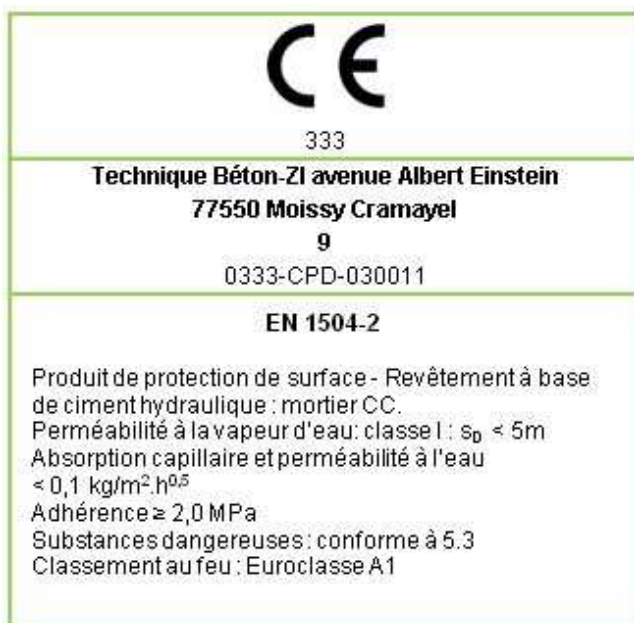 CE
333
Technique Béton-ZI avenue Albert Einstein
77550 Moissy Cramayel
9
0333-CPD-030011
EN 1504-2
Produit de protection de surface - Revêtement à base
de ciment hydraulique : mortier CC.
Perméabilité à la vapeur d'eau: classe I : s_D < 5m
Absorption capillaire et perméabilité à l'eau
< 0,1 kg/m².h⁰,⁵
Adhérence ≥ 2,0 MPa
Substances dangereuses : conforme à 5.3
Classement au feu : Euroclasse A1